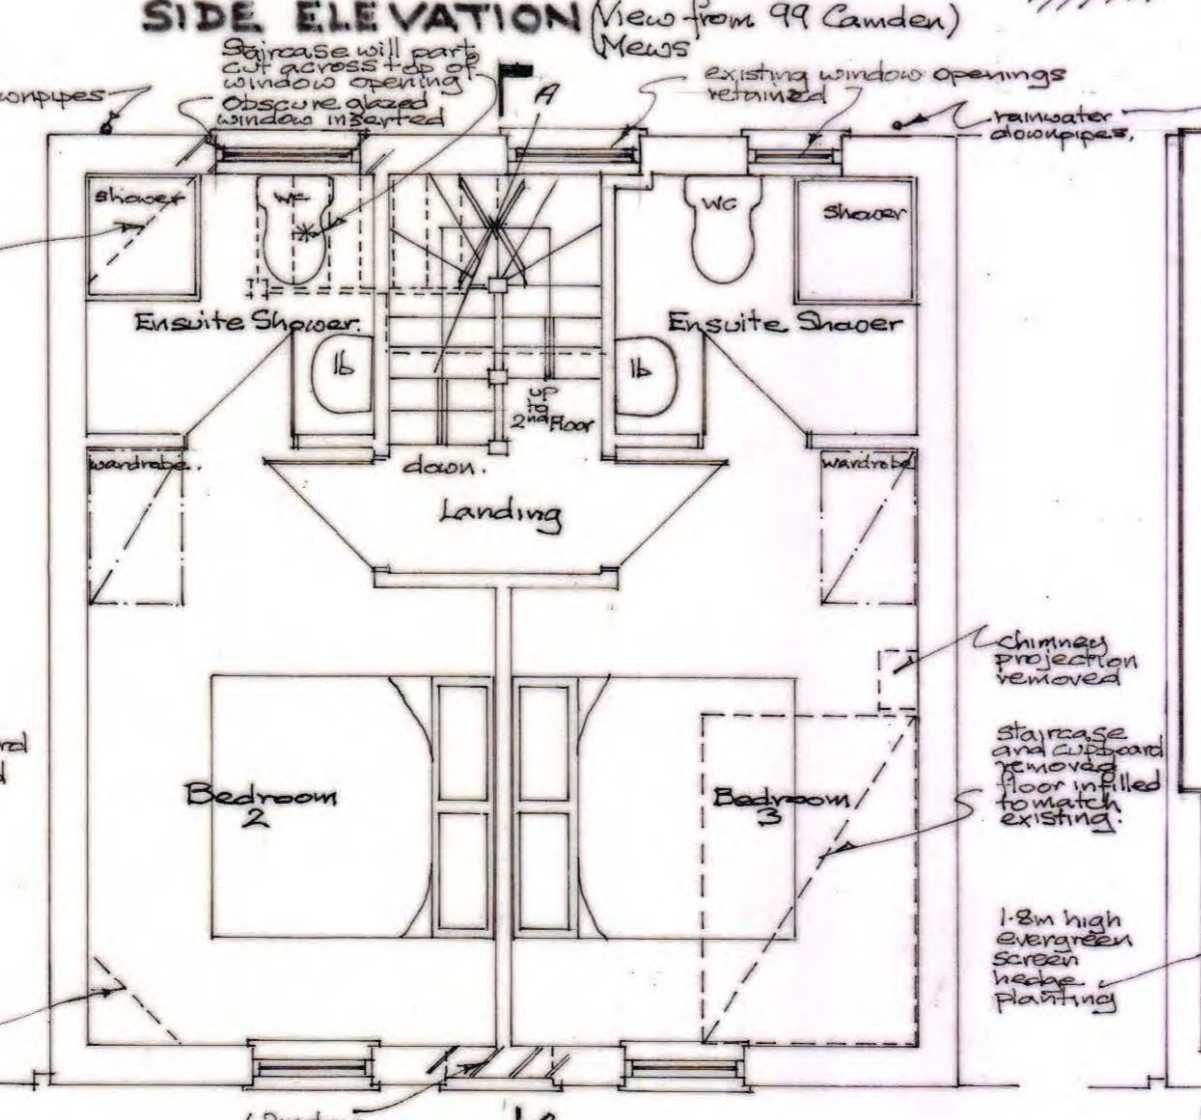 SIDE ELEVATION (View from 99 Camden)
(Mews
Staircase will part
cut across top of
window opening
Obscure glazed
window inserted
ownpipes
A
existing window openings
retained
rainwater
downpipes.
shower
WC
WC
shower
Ensuite Shower.
Ensuite Shower
lb
lb
up
to
2nd Floor
down.
wardrobe.
wardrobe
Landing
chimney
projection
removed
staircase
and cupboard
removed
floor infilled
to match
existing.
rd
Bedroom
2
Bedroom
3
1.8m high
evergreen
screen
hedge
planting